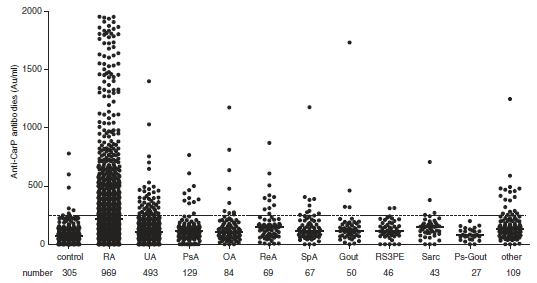 2000
Anti-CarP antibodies (Au/ml)
1500
1000
500
0
control RA UA PsA OA ReA SpA Gout RS3PE Sarc Ps-Gout other
number 305 969 493 129 84 69 67 50 46 43 27 109